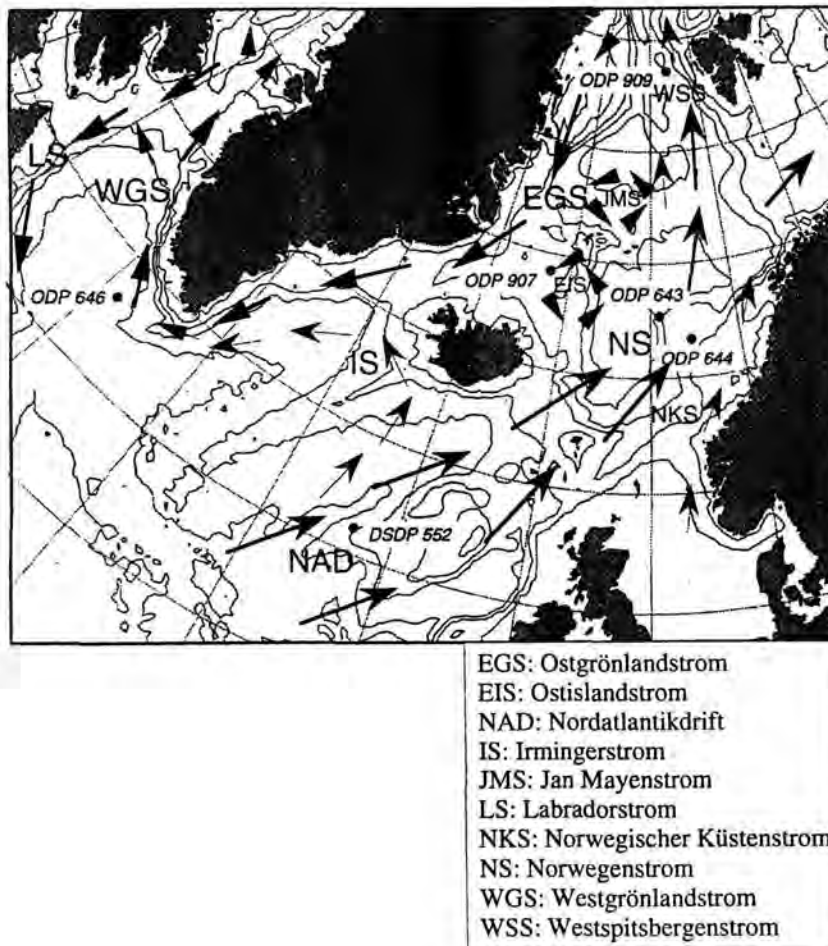 ODP 909
WSS
LS
WGS
EGS
JMS
ODP 907
EIS
ODP 646
ODP 643
NS
ODP 644
IS
NKS
DSDP 552
NAD
EGS: Ostgrönlandstrom
EIS: Ostislandstrom
NAD: Nordatlantikdrift
IS: Irmingerstrom
JMS: Jan Mayenstrom
LS: Labradorstrom
NKS: Norwegischer Küstenstrom
NS: Norwegenstrom
WGS: Westgrönlandstrom
WSS: Westspitsbergenstrom